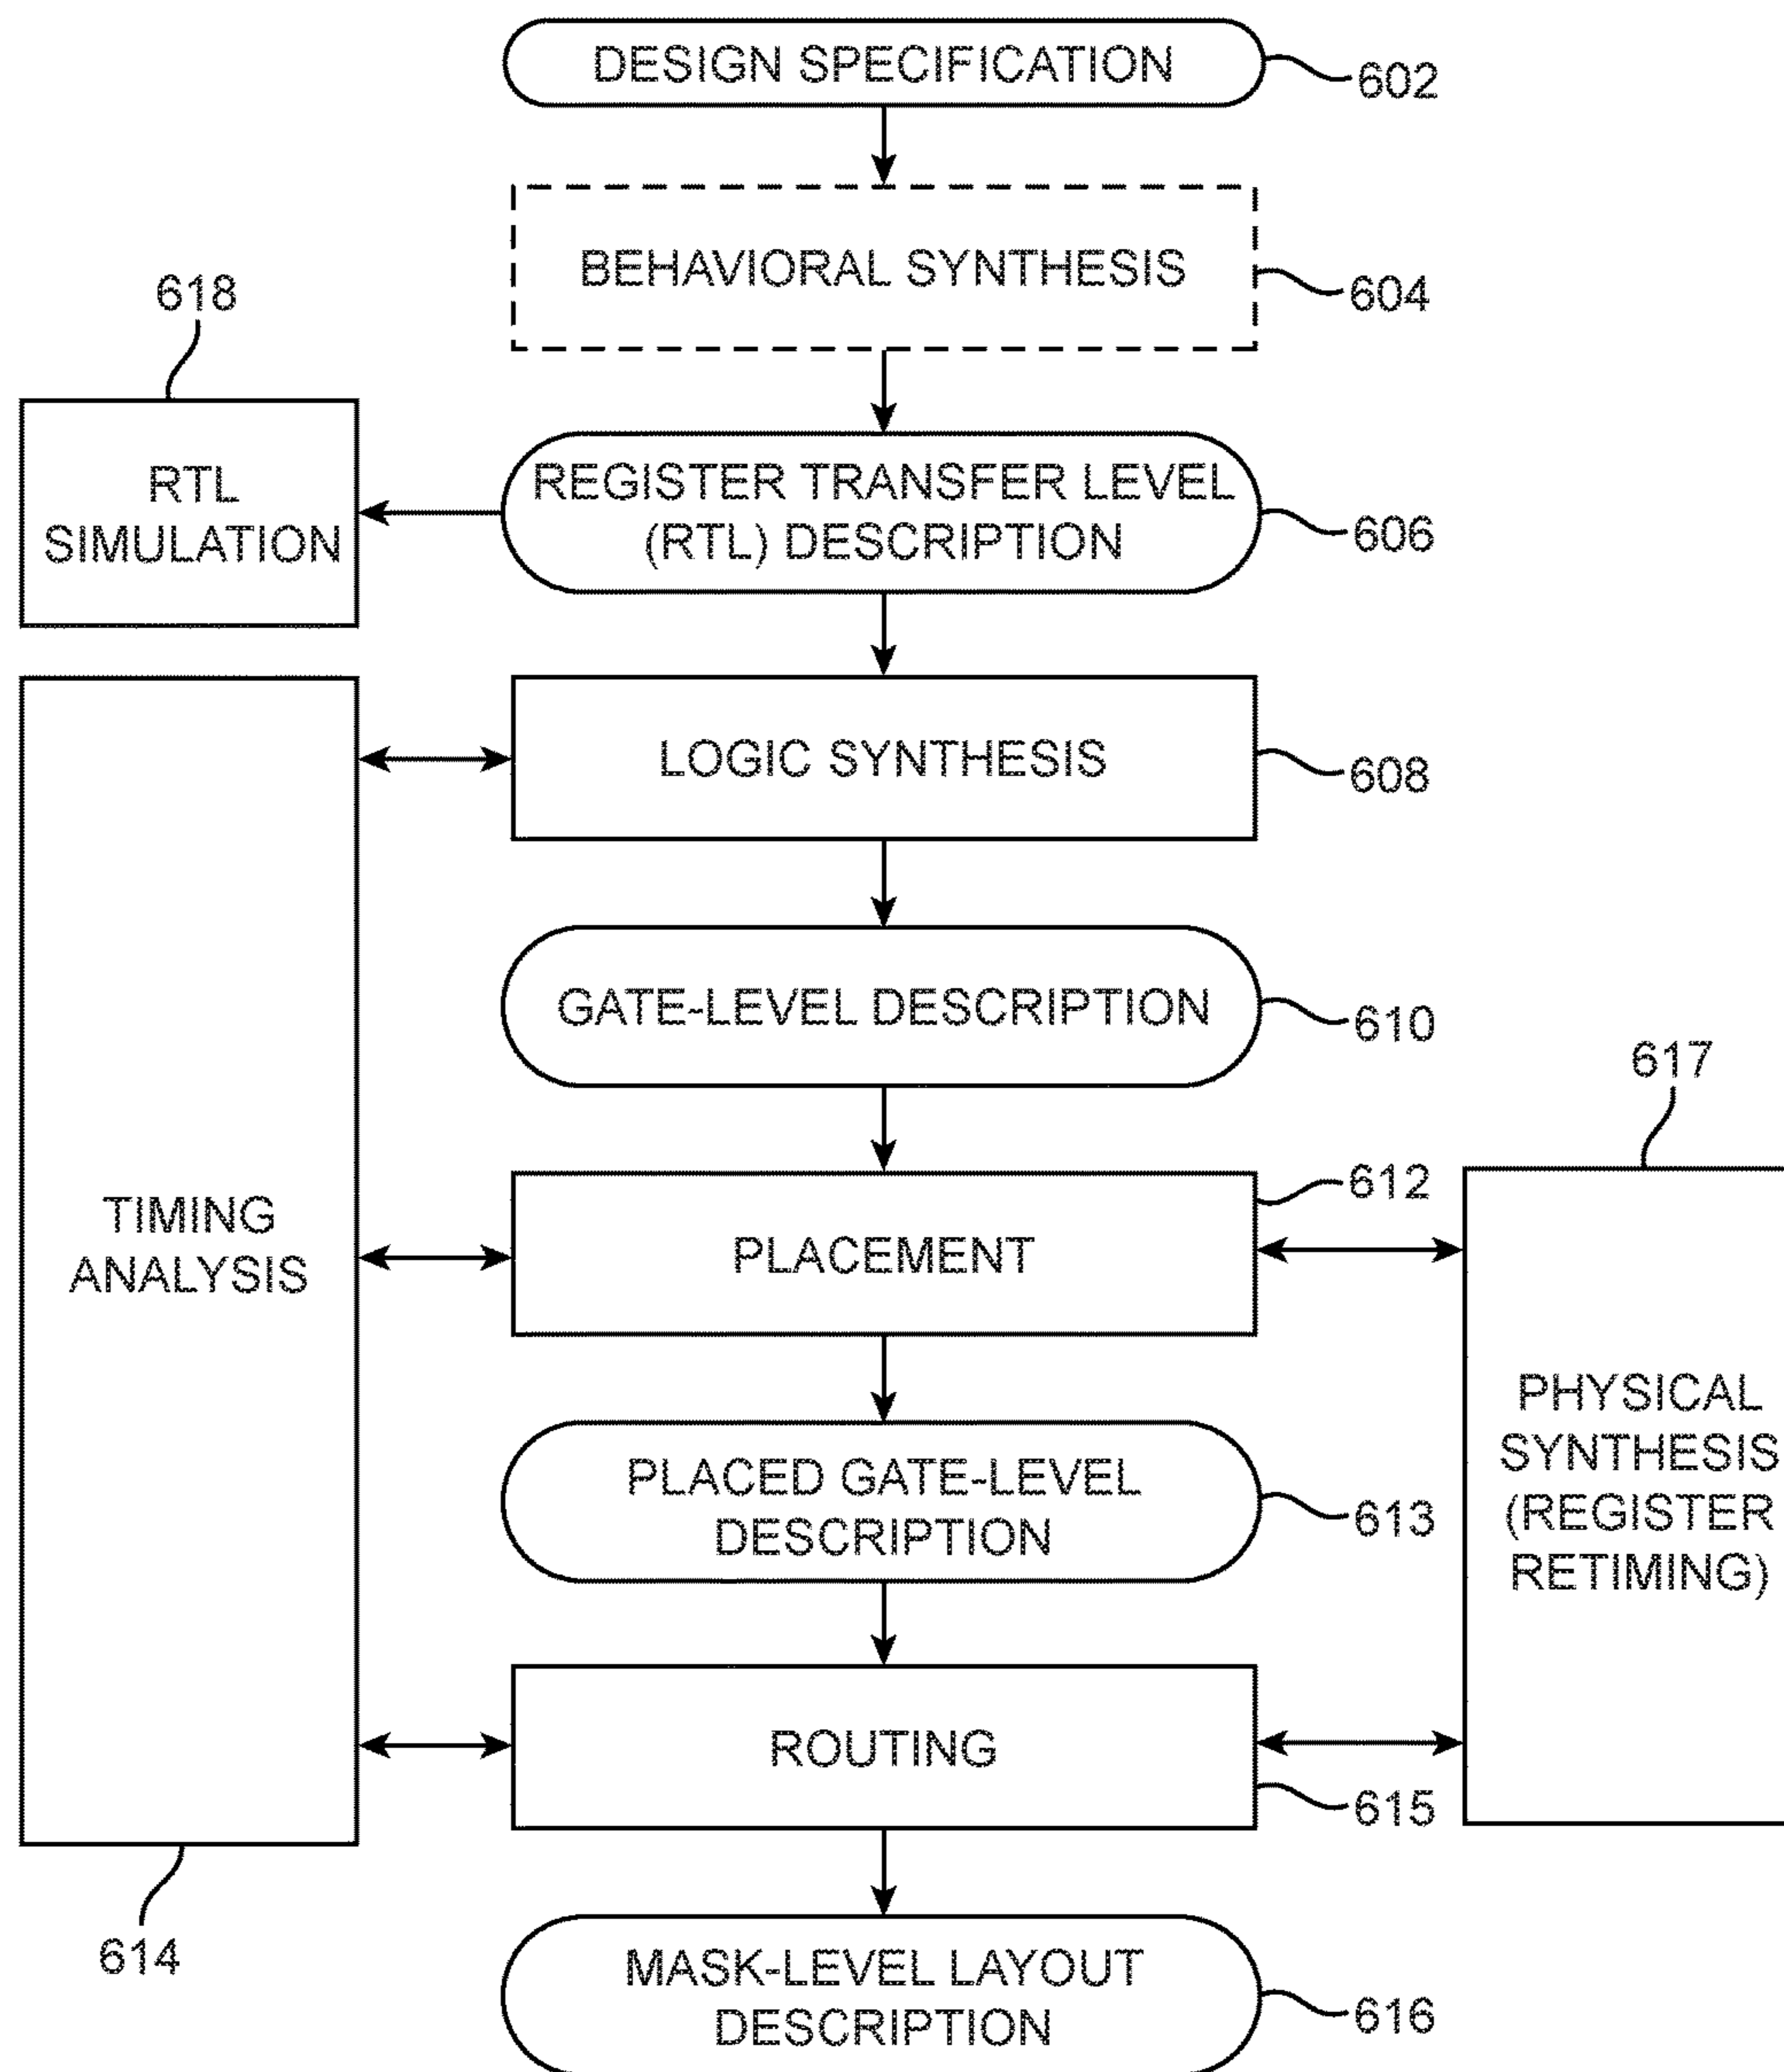 DESIGN SPECIFICATION
602
BEHAVIORAL SYNTHESIS
604
618
RTL
SIMULATION
REGISTER TRANSFER LEVEL
(RTL) DESCRIPTION
606
LOGIC SYNTHESIS
608
GATE-LEVEL DESCRIPTION
610
617
TIMING
ANALYSIS
612
PLACEMENT
PHYSICAL
SYNTHESIS
(REGISTER
RETIMING)
PLACED GATE-LEVEL
DESCRIPTION
613
ROUTING
615
614
MASK-LEVEL LAYOUT
DESCRIPTION
616